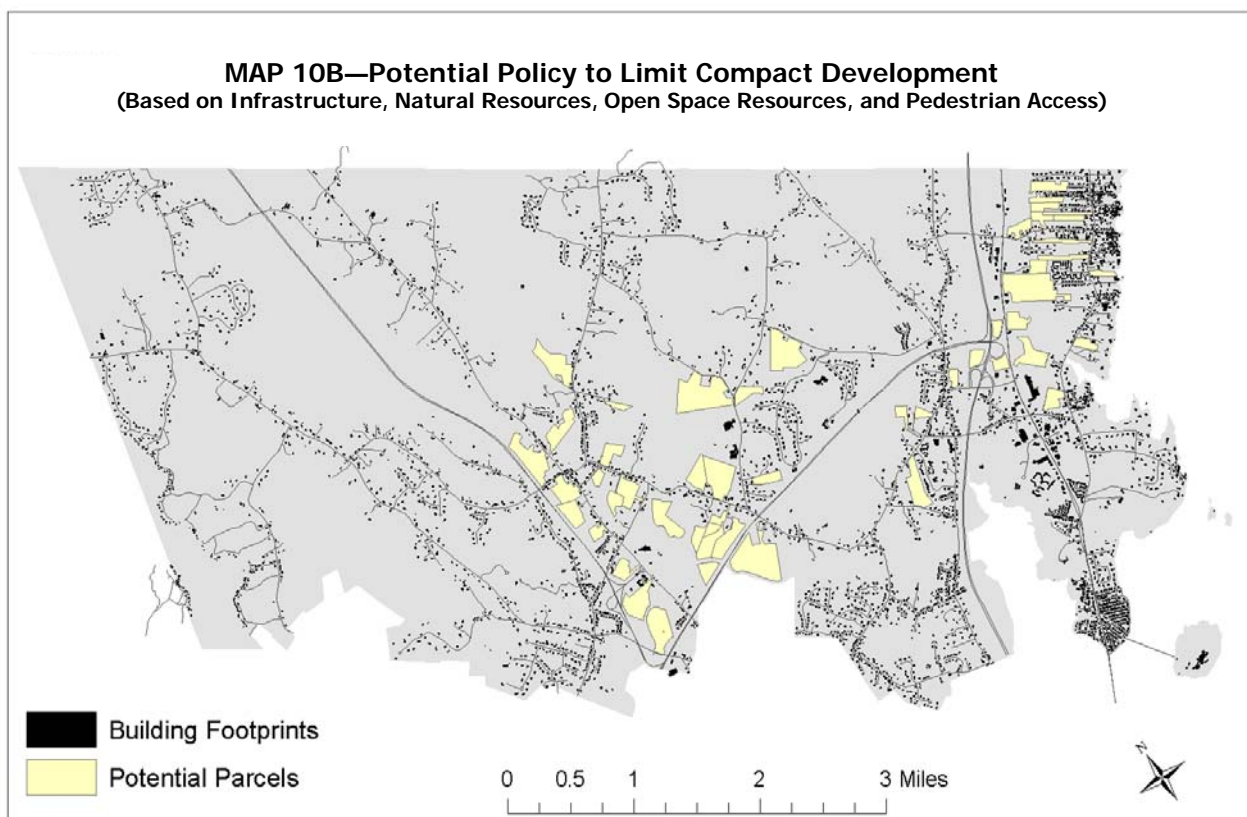 MAP 10B—Potential Policy to Limit Compact Development
(Based on Infrastructure, Natural Resources, Open Space Resources, and Pedestrian Access)
Building Footprints
Potential Parcels
0 0.5 1 2 3 Miles
N